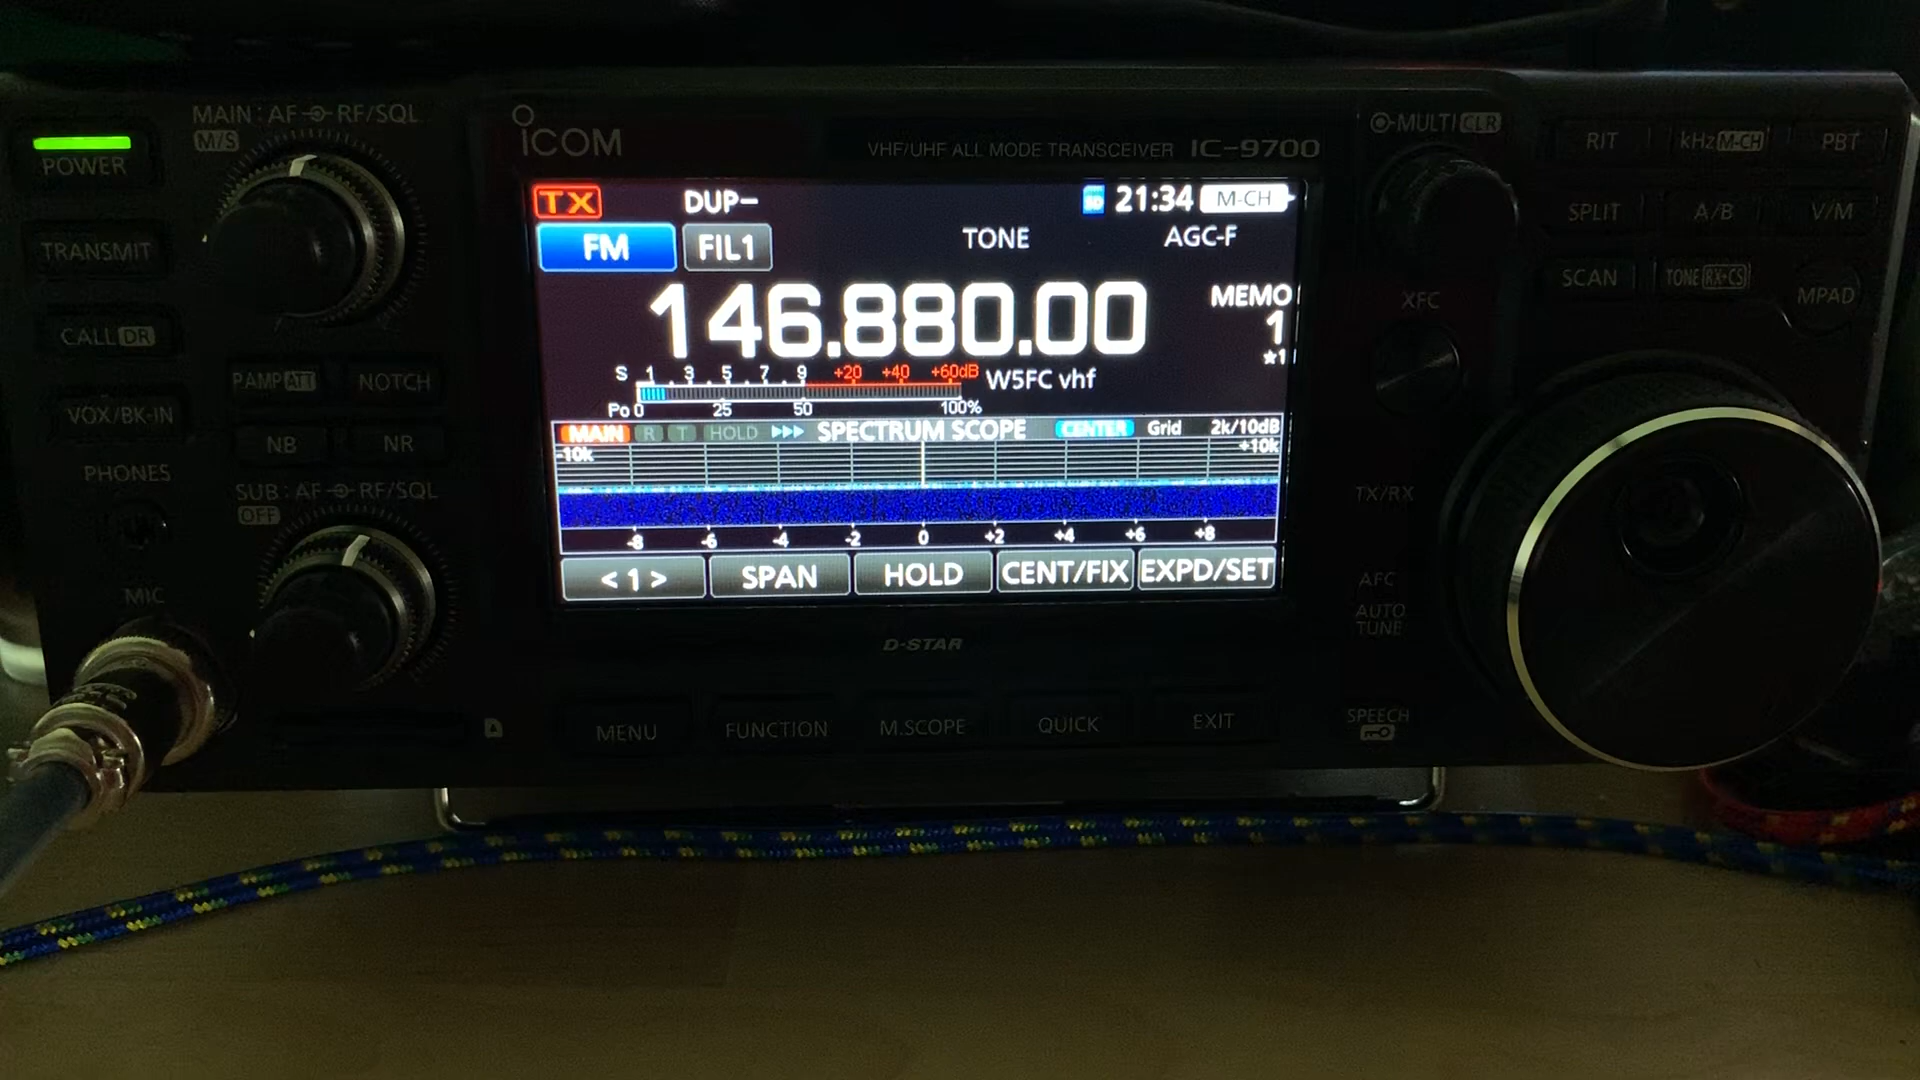 MAIN : AF RF/SQL
M/S
POWER
TRANSMIT
CALL DR
VOX/BK-IN
PHONES
MIC
P.AMP ATT NOTCH
NB NR
SUB : AF RF/SQL
OFF
ICOM
VHF/UHF ALL MODE TRANSCEIVER IC-9700
TX DUP- 21:34 M-CH
FM FIL1 TONE AGC-F
146.880.00
MEMO
1
★1
S 1 3 5 7 9 +20 +40 +60dB
W5FC vhf
Po 0 25 50 100%
MAIN R T HOLD ▸▸▸ SPECTRUM SCOPE CENTER Grid 2k/10dB
-10k +10k
-8 -6 -4 -2 0 +2 +4 +6 +8
< 1 > SPAN HOLD CENT/FIX EXPD/SET
D-STAR
MENU FUNCTION M.SCOPE QUICK EXIT
MULTI CLR
RIT kHz M-CH PBT
SPLIT A/B V/M
SCAN TONE RX▸CS MPAD
XFC
TX/RX
AFC
AUTO
TUNE
SPEECH